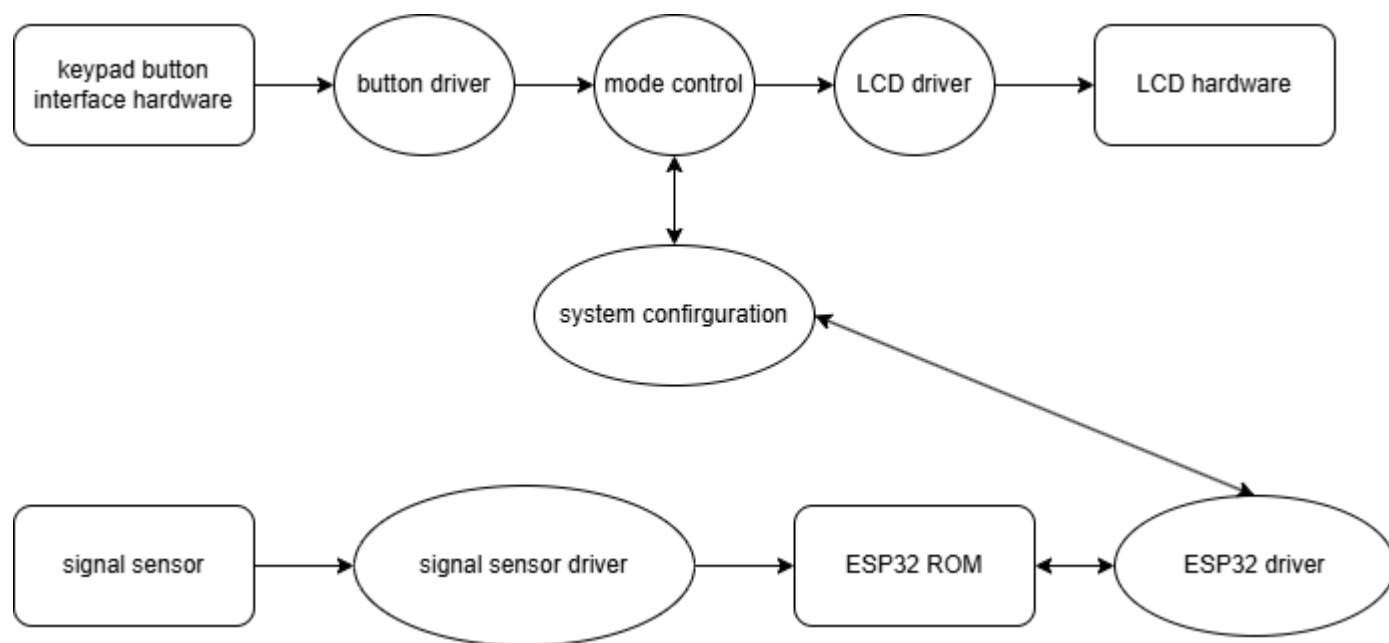 keypad button
interface hardware
button driver
mode control
LCD driver
LCD hardware
system confirguration
signal sensor
signal sensor driver
ESP32 ROM
ESP32 driver